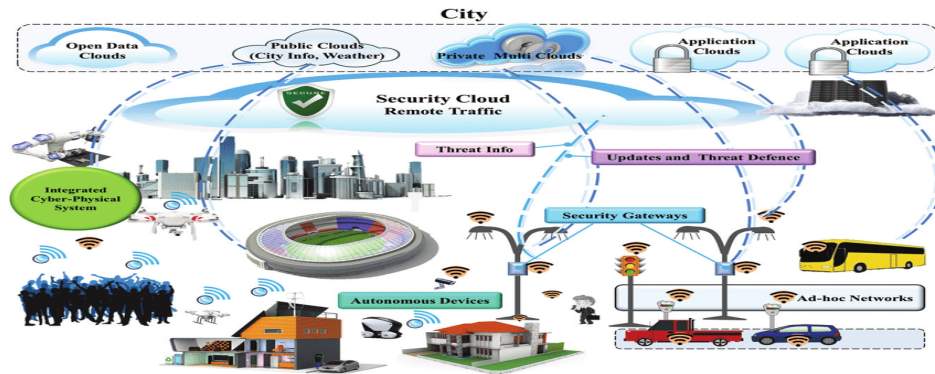 City
Open Data
Clouds
Public Clouds
(City Info, Weather)
Private Multi Clouds
Application
Clouds
Application
Clouds
SECURE
Security Cloud
Remote Traffic
Threat Info
Updates and Threat Defence
Integrated
Cyber-Physical
System
Security Gateways
Autonomous Devices
Ad-hoc Networks